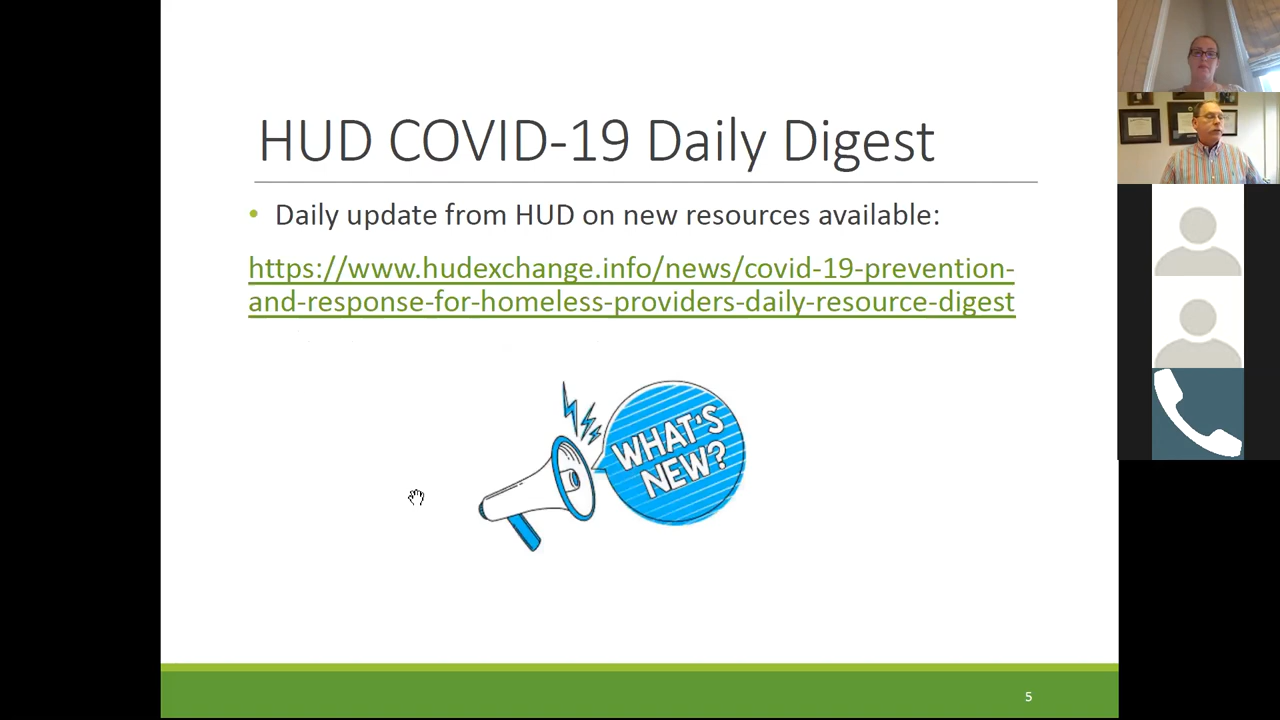 HUD COVID-19 Daily Digest
• Daily update from HUD on new resources available:
https://www.hudexchange.info/news/covid-19-prevention-
and-response-for-homeless-providers-daily-resource-digest
WHAT'S
NEW?
5